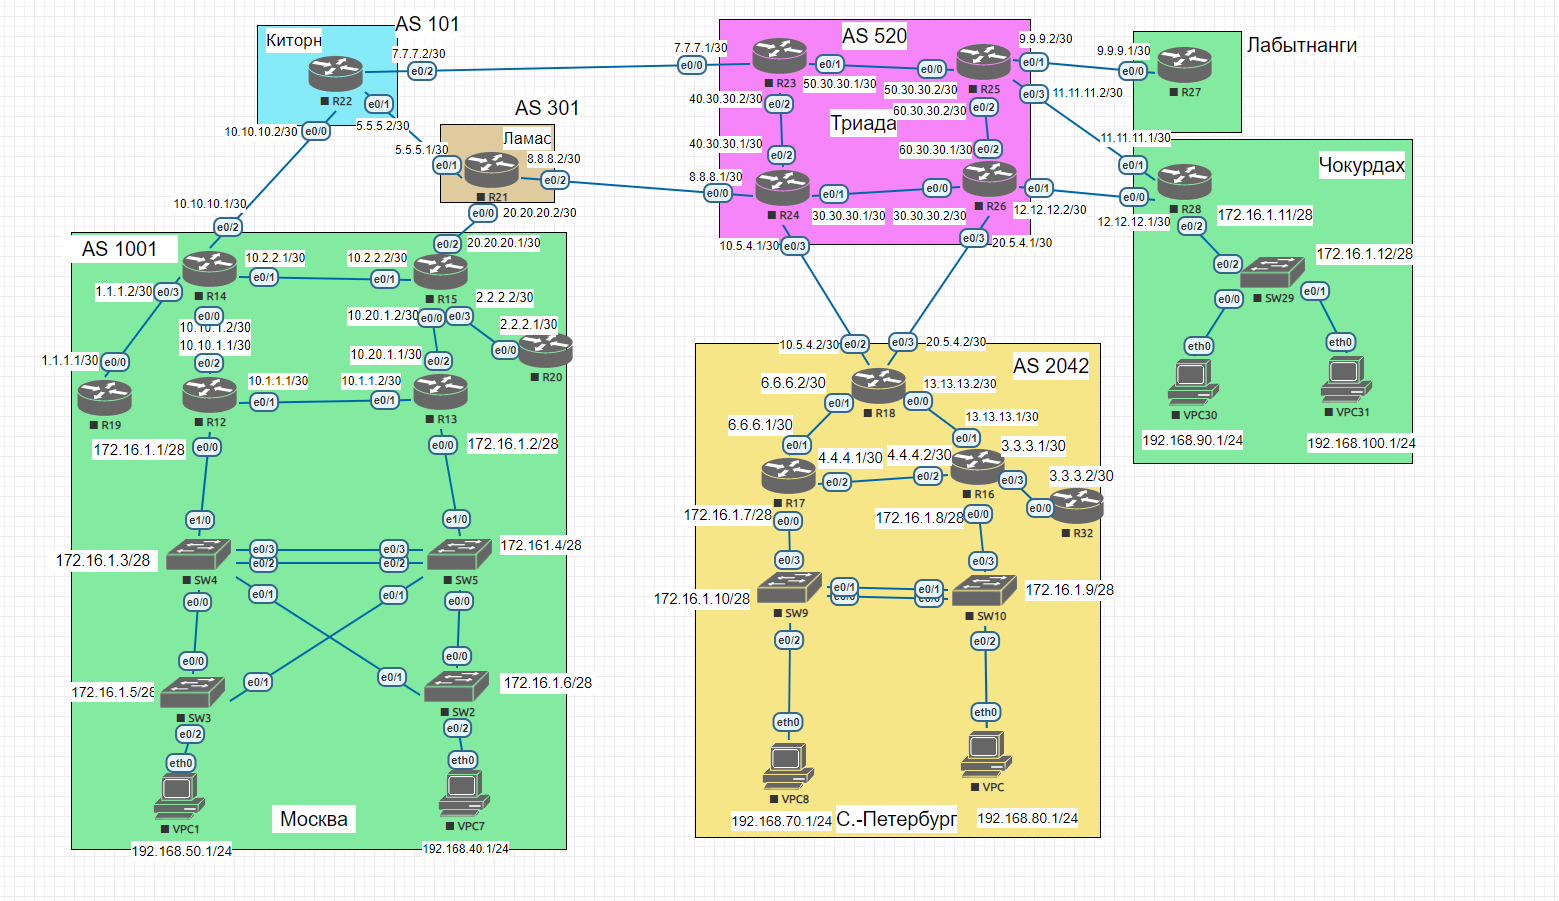 AS 101
Киторн
7.7.7.2/30
e0/2
R22
e0/1
e0/0
10.10.10.2/30
5.5.5.2/30
AS 301
Ламас
5.5.5.1/30
e0/1
8.8.8.2/30
e0/2
R21
e0/0
20.20.20.2/30
AS 520
Триада
7.7.7.1/30
e0/0
R23
e0/1
50.30.30.1/30
e0/0
50.30.30.2/30
R25
e0/1
9.9.9.2/30
e0/3
11.11.11.2/30
40.30.30.2/30
e0/2
60.30.30.2/30
e0/2
40.30.30.1/30
e0/2
60.30.30.1/30
e0/2
8.8.8.1/30
e0/0
R24
e0/1
30.30.30.1/30
e0/0
30.30.30.2/30
R26
e0/1
12.12.12.2/30
10.5.4.1/30
e0/3
e0/3
20.5.4.1/30
Лабытнанги
9.9.9.1/30
e0/0
R27
Чокурдах
11.11.11.1/30
e0/1
e0/0
12.12.12.1/30
R28
e0/2
172.16.1.11/28
e0/2
172.16.1.12/28
SW29
e0/0
e0/1
eth0
eth0
VPC30
VPC31
192.168.90.1/24
192.168.100.1/24
AS 1001
10.10.10.1/30
e0/2
20.20.20.1/30
e0/2
10.2.2.1/30
e0/1
10.2.2.2/30
e0/1
R14
R15
1.1.1.2/30
e0/3
e0/0
10.10.1.2/30
10.20.1.2/30
e0/0
e0/3
2.2.2.2/30
2.2.2.1/30
e0/0
R20
10.10.1.1/30
e0/2
10.20.1.1/30
e0/2
1.1.1.1/30
e0/0
R19
10.1.1.1/30
e0/1
10.1.1.2/30
e0/1
R12
R13
172.16.1.1/28
e0/0
e0/0
172.16.1.2/28
e1/0
e1/0
172.16.1.3/28
SW4
e0/3
e0/2
e0/3
e0/2
172.161.4/28
SW5
e0/0
e0/1
e0/1
e0/0
e0/0
e0/1
e0/1
e0/0
172.16.1.5/28
SW3
172.16.1.6/28
SW2
e0/2
e0/2
eth0
eth0
VPC1
VPC7
Москва
192.168.50.1/24
192.168.40.1/24
AS 2042
10.5.4.2/30
e0/2
e0/3
20.5.4.2/30
6.6.6.2/30
e0/1
R18
e0/0
13.13.13.2/30
6.6.6.1/30
e0/1
13.13.13.1/30
e0/1
4.4.4.1/30
e0/2
4.4.4.2/30
e0/2
3.3.3.1/30
e0/3
3.3.3.2/30
e0/0
R17
R16
R32
172.16.1.7/28
e0/0
172.16.1.8/28
e0/0
e0/3
e0/3
172.16.1.10/28
SW9
e0/1
e0/0
e0/1
e0/0
SW10
172.16.1.9/28
e0/2
e0/2
eth0
eth0
VPC8
VPC
192.168.70.1/24
С.-Петербург
192.168.80.1/24